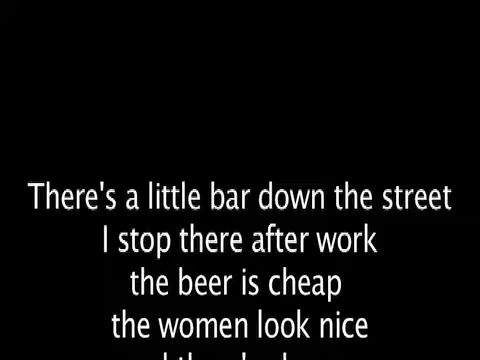 There's a little bar down the street
I stop there after work
the beer is cheap
the women look nice